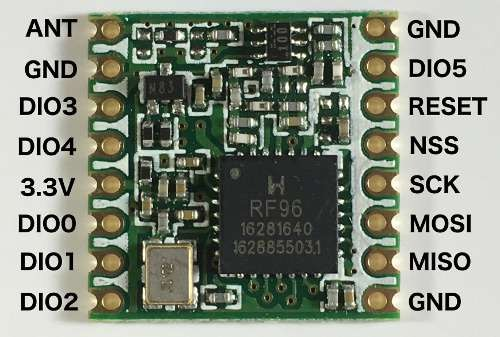 ANT
GND
DIO3
DIO4
3.3V
DIO0
DIO1
DIO2
GND
DIO5
RESET
NSS
SCK
MOSI
MISO
GND
100
RF96
16281640
1628855031